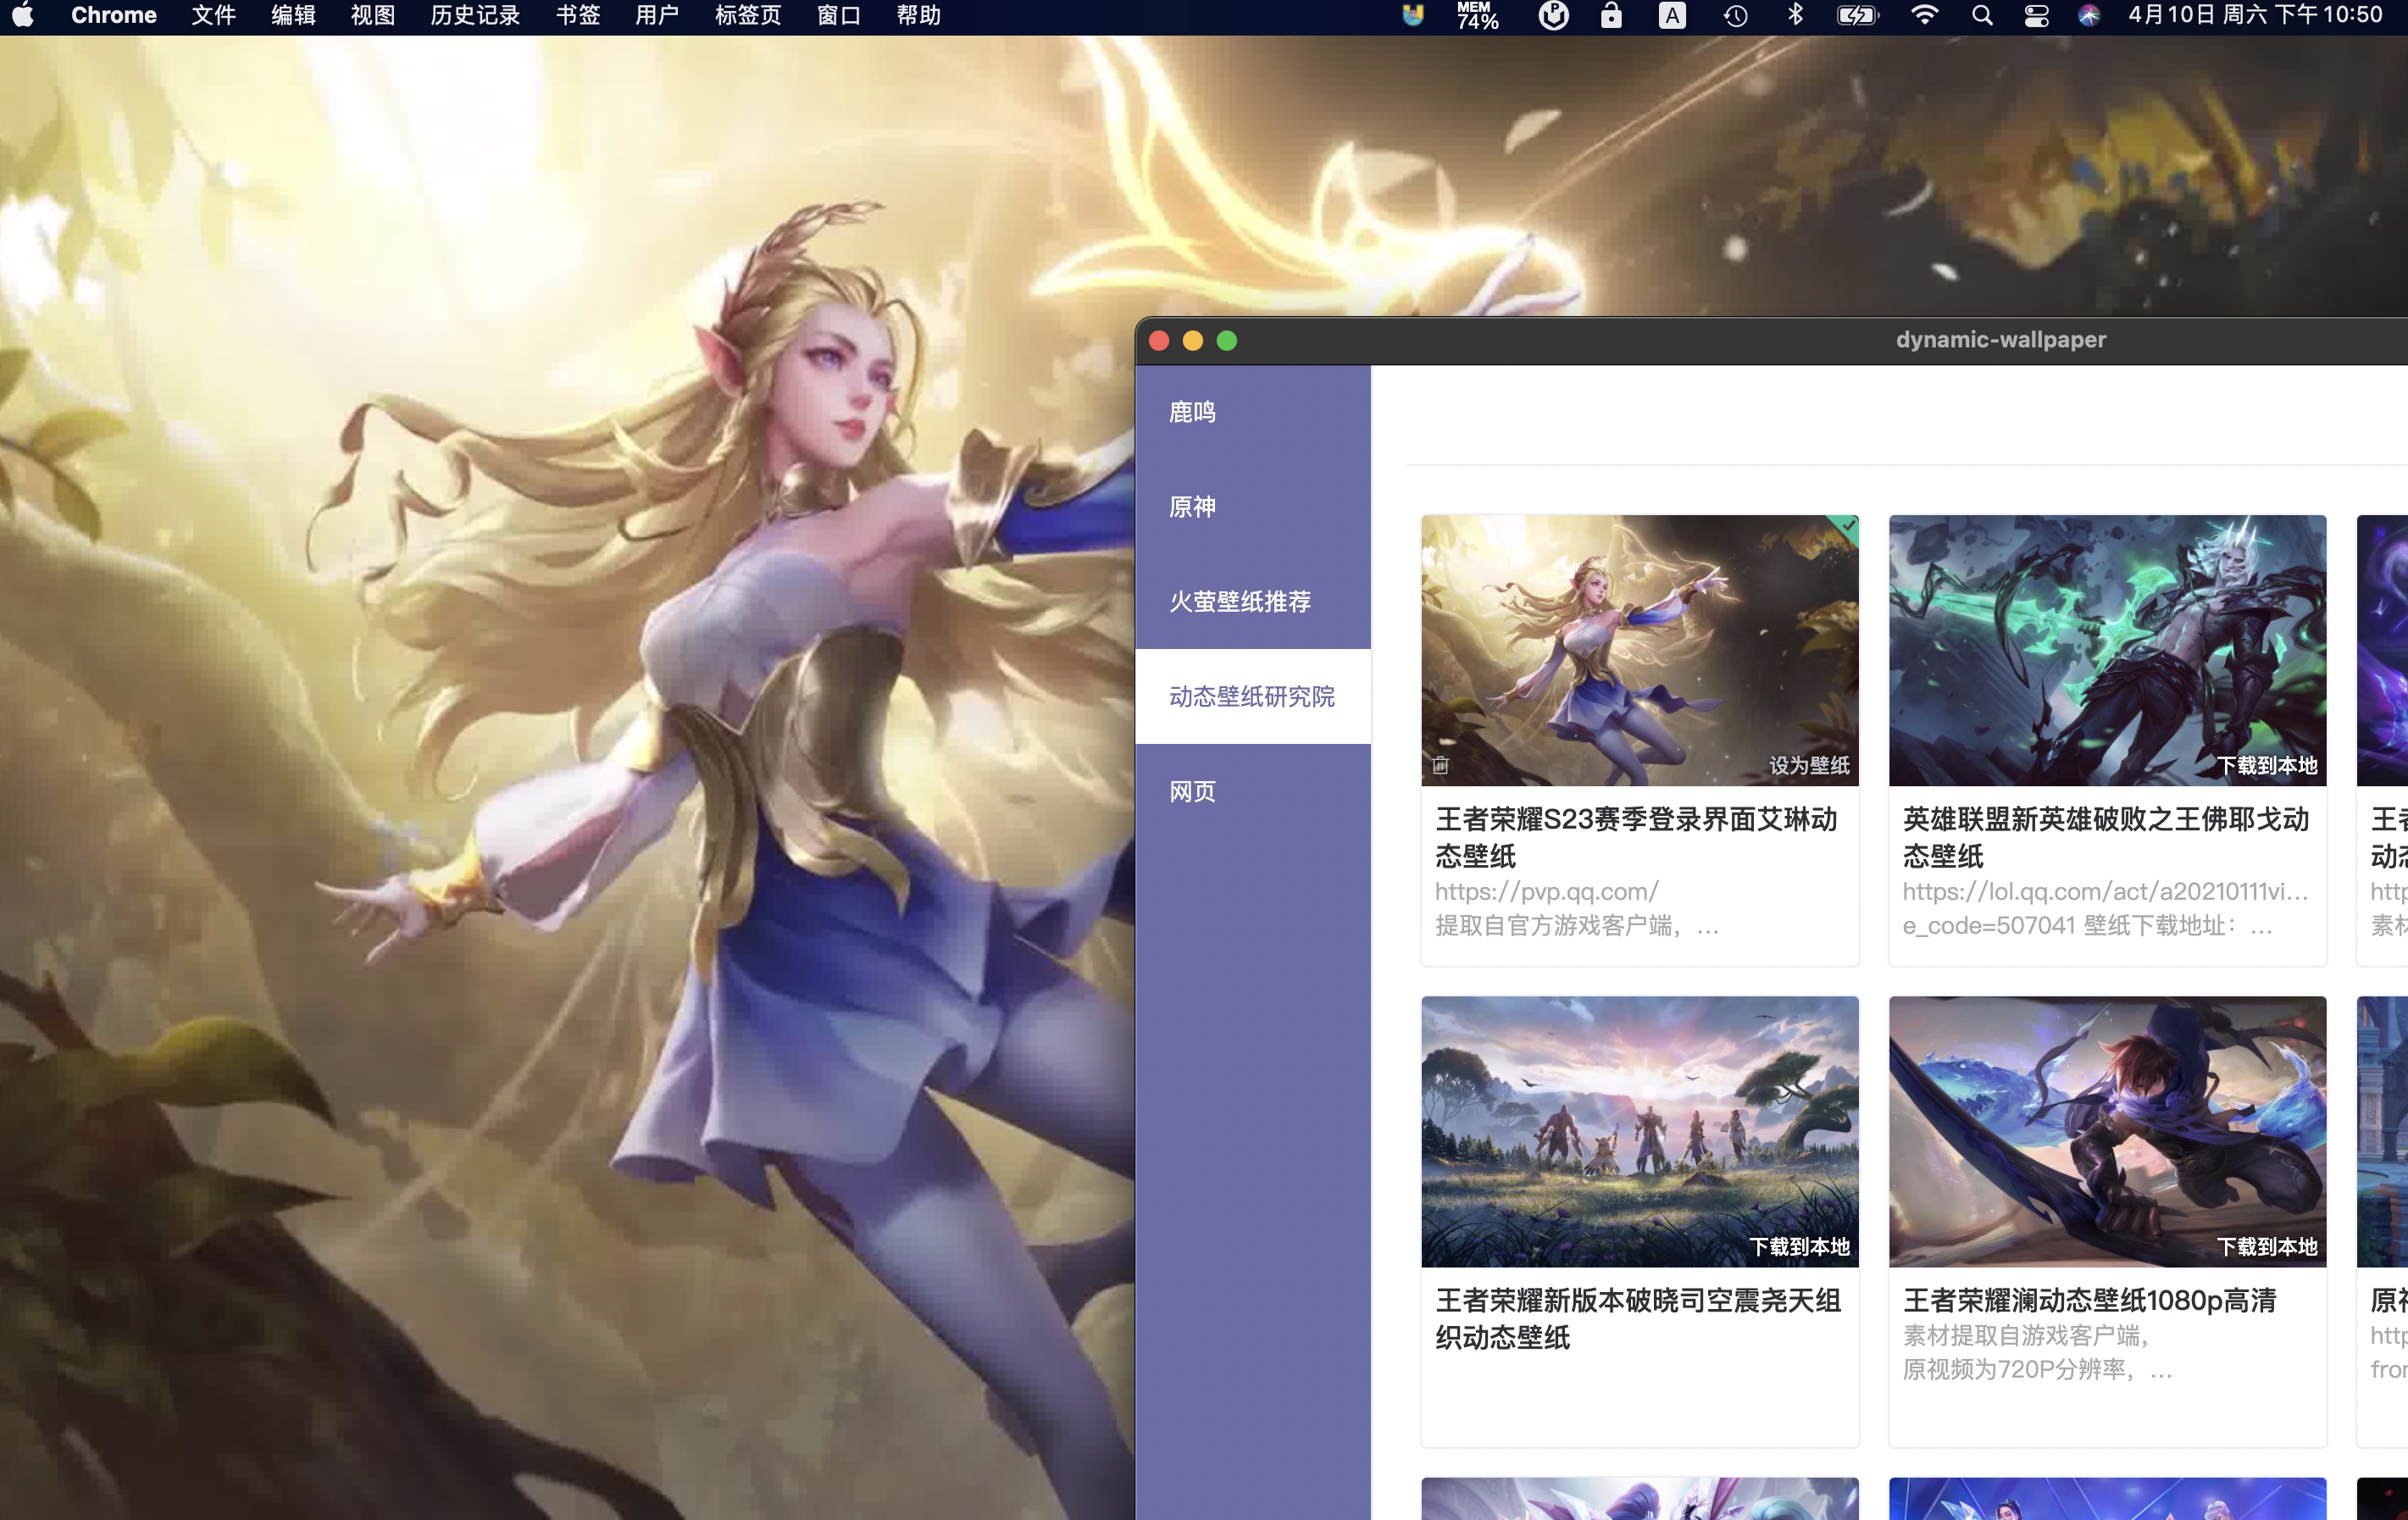 Chrome 文件 编辑 视图 历史记录 书签 用户 标签页 窗口 帮助 MEM 74% A 4月10日 周六 下午10:50
dynamic-wallpaper
鹿鸣
原神
火萤壁纸推荐
动态壁纸研究院
网页
设为壁纸
王者荣耀S23赛季登录界面艾琳动
态壁纸
https://pvp.qq.com/
提取自官方游戏客户端，...
下载到本地
英雄联盟新英雄破败之王佛耶戈动
态壁纸
https://lol.qq.com/act/a20210111vi...
e_code=507041 壁纸下载地址：...
王者
动态
http
素材
下载到本地
王者荣耀新版本破晓司空震尧天组
织动态壁纸
下载到本地
王者荣耀澜动态壁纸1080p高清
素材提取自游戏客户端，
原视频为720P分辨率，...
原神
http
from